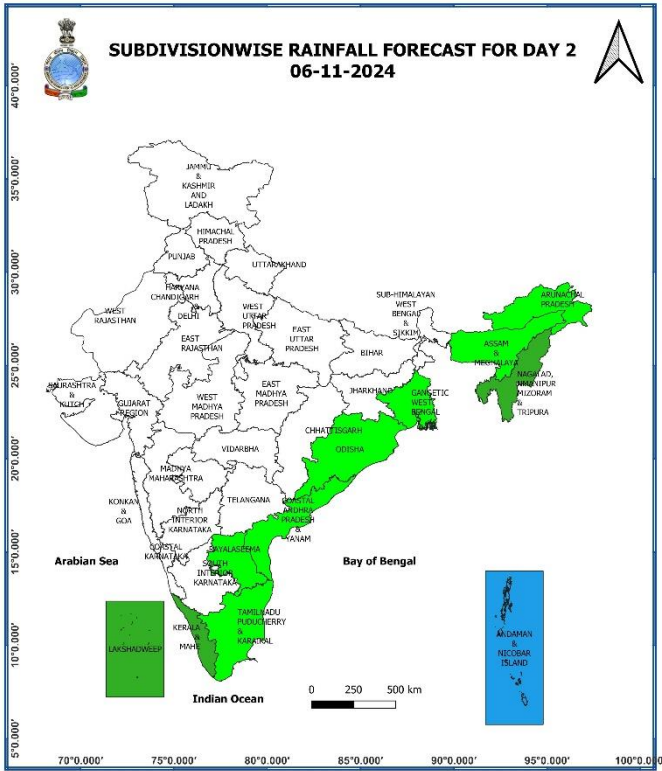 SUBDIVISIONWISE RAINFALL FORECAST FOR DAY 2
06-11-2024
40°0.000'
35°0.000'
30°0.000'
25°0.000'
20°0.000'
15°0.000'
10°0.000'
5°0.000'
JAMMU
&
KASHMIR
AND
LADAKH
HIMACHAL
PRADESH
PUNJAB
UTTARAKHAND
HARYANA
CHANDIGARH
&
DELHI
WEST
RAJASTHAN
WEST
UTTAR
PRADESH
EAST
RAJASTHAN
EAST
UTTAR
PRADESH
SUB-HIMALAYAN
WEST
BENGAL
&
SIKKIM
ARUNACHAL
PRADESH
ASSAM
&
MEGHALAYA
BIHAR
NAGALAND,
MANIPUR
MIZORAM
&
TRIPURA
SAURASHTRA
&
KUTCH
GUJARAT
REGION
WEST
MADHYA
PRADESH
EAST
MADHYA
PRADESH
JHARKHAND
GANGETIC
WEST
BENGAL
CHHATTISGARH
ODISHA
VIDARBHA
MADHYA
MAHARASHTRA
TELANGANA
COASTAL
ANDHRA
PRADESH
&
YANAM
KONKAN
&
GOA
NORTH
INTERIOR
KARNATAKA
COASTAL
KARNATAKA
RAYALASEEMA
SOUTH
INTERIOR
KARNATAKA
Arabian Sea
Bay of Bengal
TAMILNADU
PUDUCHERRY
&
KARAIKAL
KERALA
&
MAHE
LAKSHADWEEP
ANDAMAN
&
NICOBAR
ISLAND
Indian Ocean
0 250 500 km
70°0.000' 75°0.000' 80°0.000' 85°0.000' 90°0.000' 95°0.000' 100°0.00